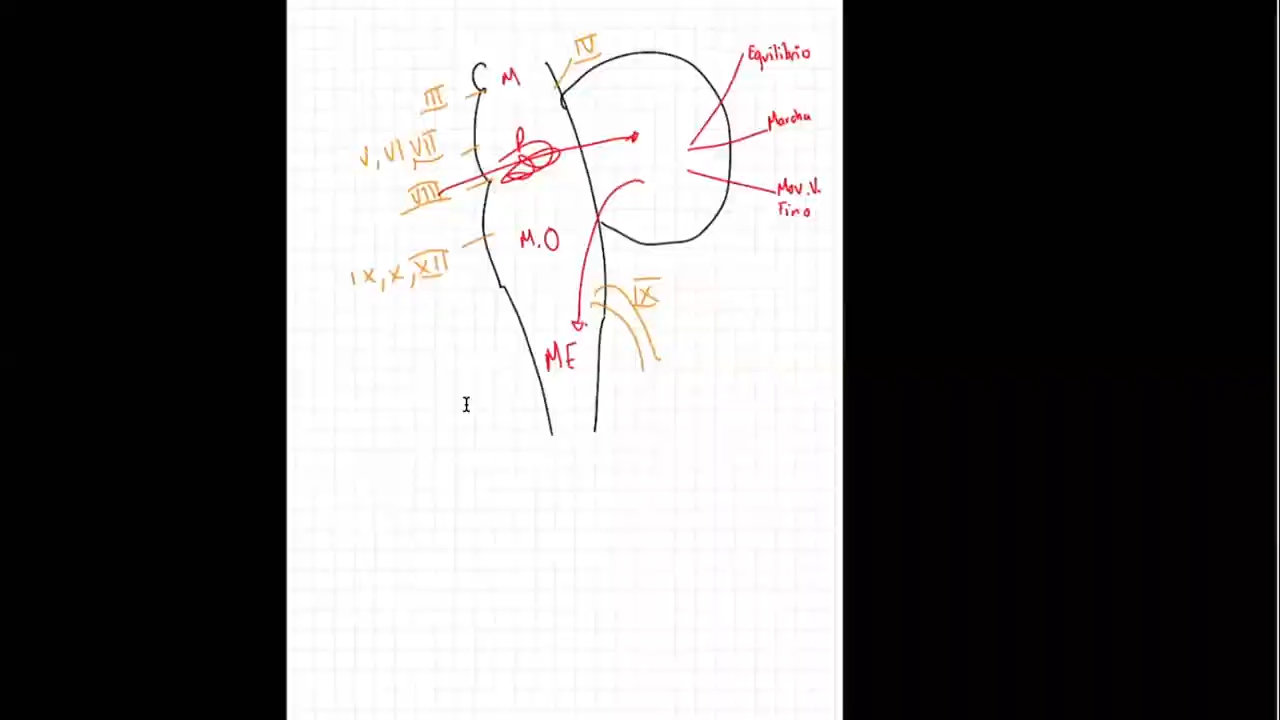 IV
Equilibrio
M
III
Marcha
P
V, VI VII
VIII
Mov. V.
Fino
M.O
IX, X, XII
IX
ME